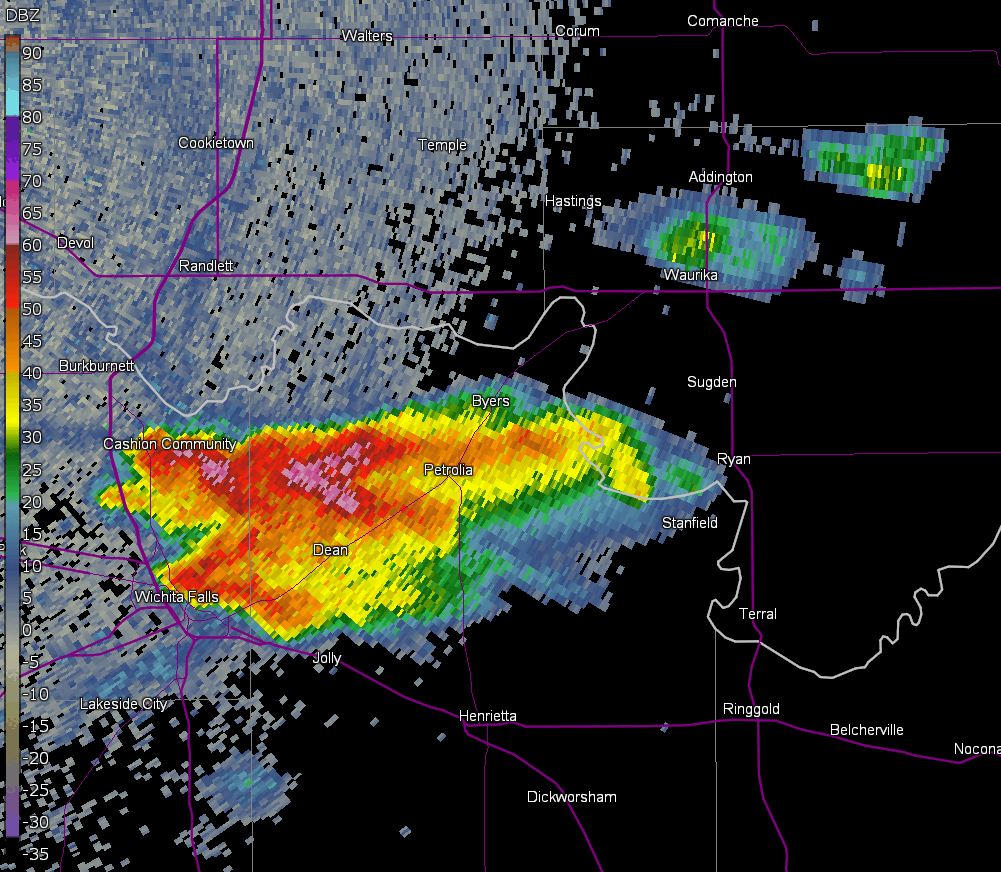 DBZ
90
85
80
75
70
65
60
55
50
45
40
35
30
25
20
15
10
5
0
-5
-10
-15
-20
-25
-30
-35
Comanche
Walters
Corum
Cookietown
Temple
Addington
Hastings
Devol
Randlett
Waurika
Burkburnett
Sugden
Byers
Cashion Community
Petrolia
Ryan
Stanfield
Dean
Wichita Falls
Terral
Jolly
Lakeside City
Henrietta
Ringgold
Belcherville
Nocona
Dickworsham